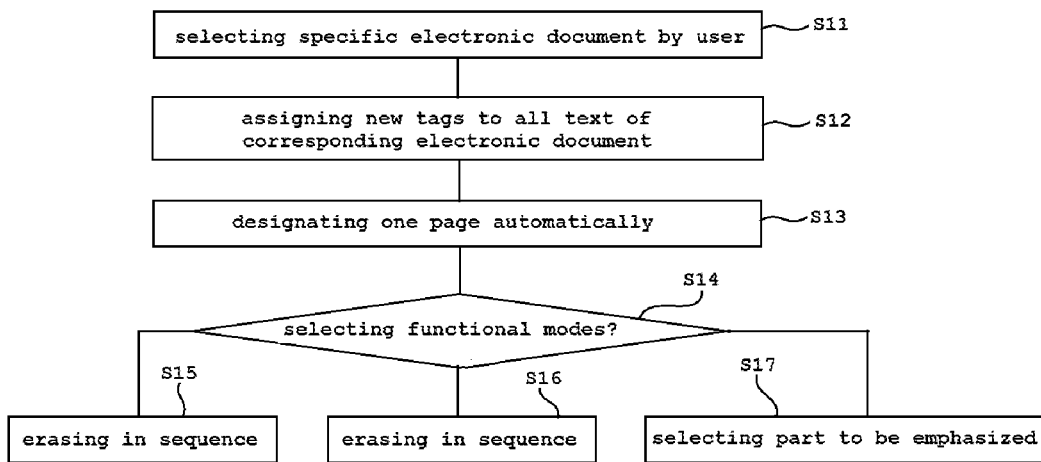 selecting specific electronic document by user
S11
assigning new tags to all text of
corresponding electronic document
S12
designating one page automatically
S13
S14
selecting functional modes?
S15
S16
S17
erasing in sequence
erasing in sequence
selecting part to be emphasized